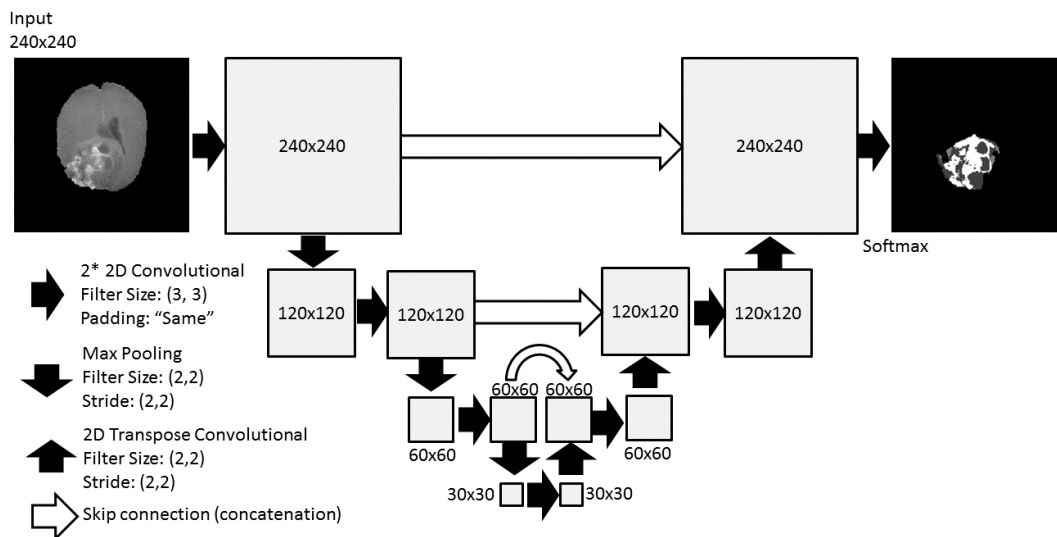 Input
240x240
240x240
240x240
Softmax
2* 2D Convolutional
Filter Size: (3, 3)
Padding: “Same”
120x120
120x120
120x120
120x120
Max Pooling
Filter Size: (2,2)
Stride: (2,2)
60x60
60x60
60x60
60x60
2D Transpose Convolutional
Filter Size: (2,2)
Stride: (2,2)
30x30
30x30
Skip connection (concatenation)